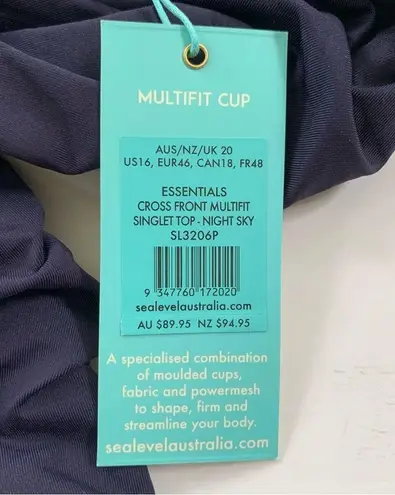 MULTIFIT CUP
AUS/NZ/UK 20
US16, EUR46, CAN18, FR48
ESSENTIALS
CROSS FRONT MULTIFIT
SINGLET TOP - NIGHT SKY
SL3206P
9 347760 172020
sealevelaustralia.com
AU $89.95 NZ $94.95
A specialised combination
of moulded cups,
fabric and powermesh
to shape, firm and
streamline your body.
sealevelaustralia.com